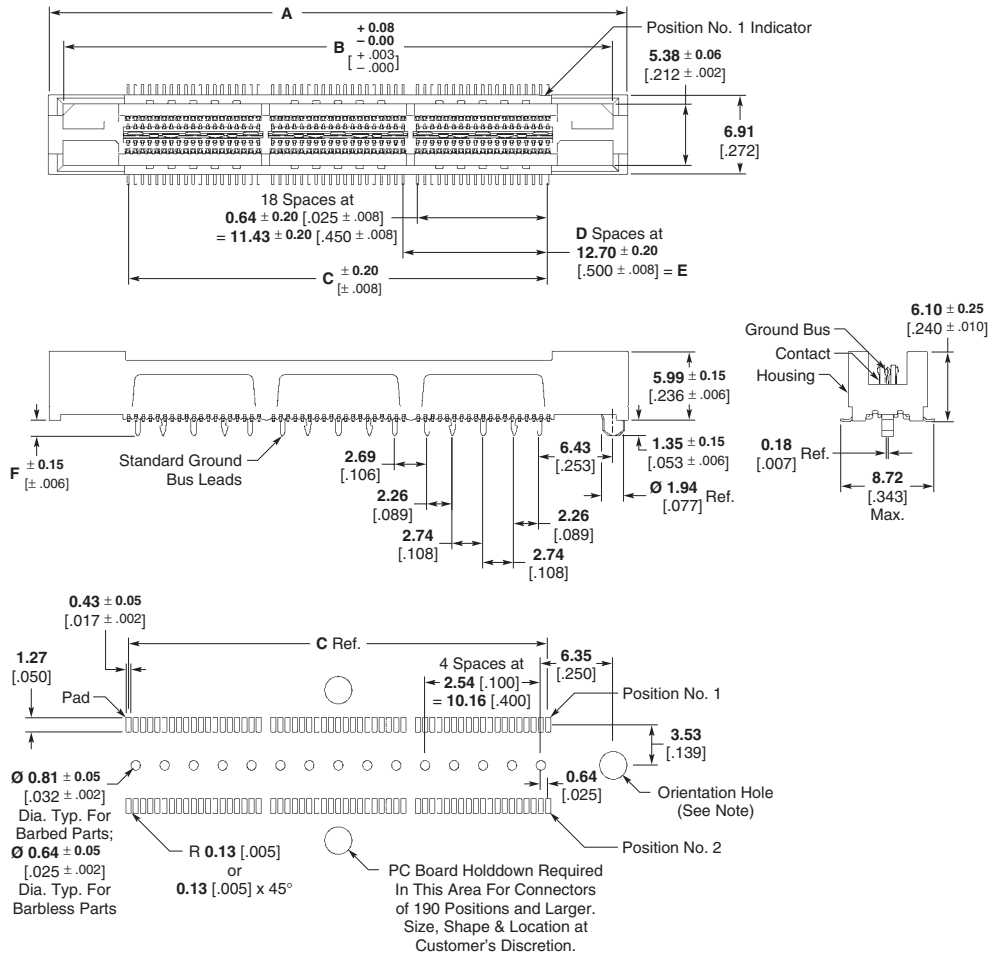 A
+ 0.08
− 0.00
B
[ + .003
− .000 ]
Position No. 1 Indicator
5.38 ± 0.06
[.212 ± .002]
6.91
[.272]
18 Spaces at
0.64 ± 0.20 [.025 ± .008]
= 11.43 ± 0.20 [.450 ± .008]
D Spaces at
12.70 ± 0.20
[.500 ± .008] = E
C ± 0.20
[± .008]
6.10 ± 0.25
[.240 ± .010]
Ground Bus
Contact
Housing
5.99 ± 0.15
[.236 ± .006]
F ± 0.15
[± .006]
Standard Ground
Bus Leads
2.69
[.106]
6.43
[.253]
1.35 ± 0.15
[.053 ± .006]
0.18
[.007] Ref.
2.26
[.089]
Ø 1.94
[.077] Ref.
8.72
[.343]
Max.
2.26
[.089]
2.74
[.108]
2.74
[.108]
0.43 ± 0.05
[.017 ± .002]
C Ref.
1.27
[.050]
4 Spaces at
2.54 [.100]
= 10.16 [.400]
6.35
[.250]
Pad
Position No. 1
3.53
[.139]
Ø 0.81 ± 0.05
[.032 ± .002]
Dia. Typ. For
Barbed Parts;
Ø 0.64 ± 0.05
[.025 ± .002]
Dia. Typ. For
Barbless Parts
0.64
[.025]
Orientation Hole
(See Note)
R 0.13 [.005]
or
0.13 [.005] x 45°
Position No. 2
PC Board Holddown Required
In This Area For Connectors
of 190 Positions and Larger.
Size, Shape & Location at
Customer's Discretion.